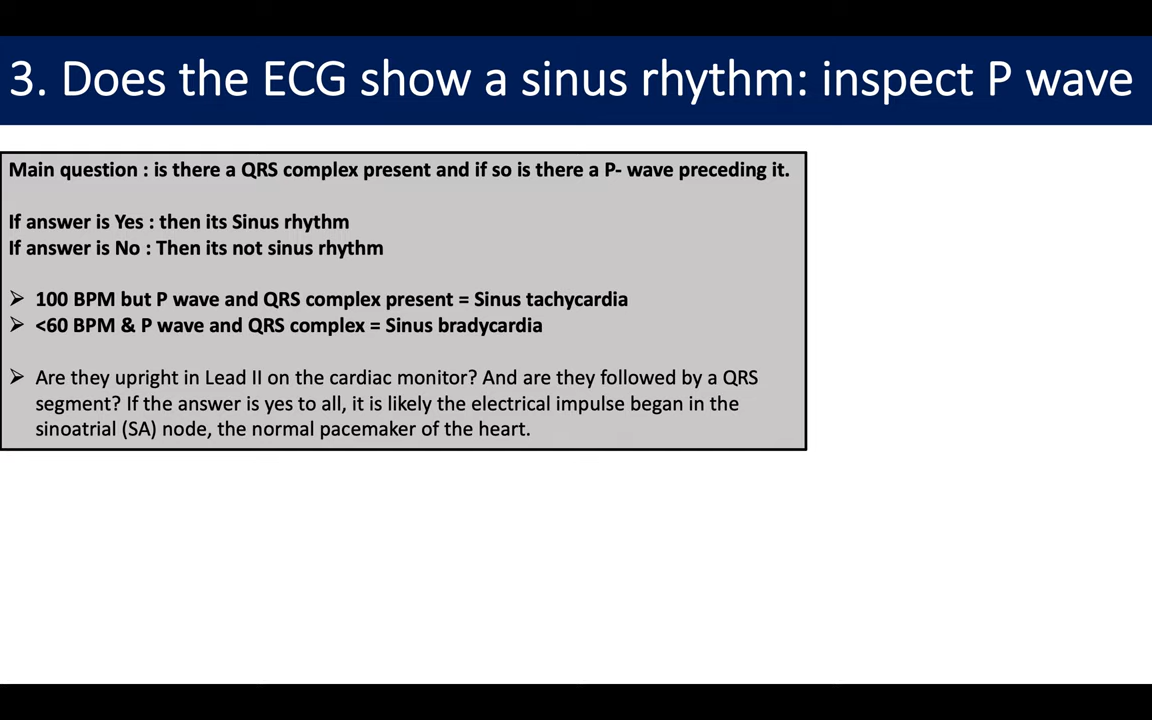 3. Does the ECG show a sinus rhythm: inspect P wave
Main question : is there a QRS complex present and if so is there a P- wave preceding it.
If answer is Yes : then its Sinus rhythm
If answer is No : Then its not sinus rhythm
➢ 100 BPM but P wave and QRS complex present = Sinus tachycardia
➢ <60 BPM & P wave and QRS complex = Sinus bradycardia
➢ Are they upright in Lead II on the cardiac monitor? And are they followed by a QRS
segment? If the answer is yes to all, it is likely the electrical impulse began in the
sinoatrial (SA) node, the normal pacemaker of the heart.